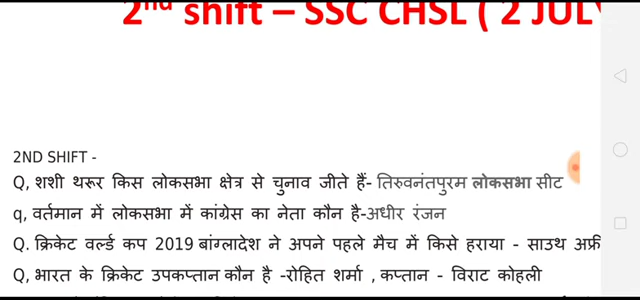 2nd shift – SSC CHSL ( 2 JULY
2ND SHIFT -
Q, शशी थरूर किस लोकसभा क्षेत्र से चुनाव जीते हैं- तिरुवनंतपुरम लोकसभा सीट
q, वर्तमान में लोकसभा में कांग्रेस का नेता कौन है-अधीर रंजन
Q. क्रिकेट वर्ल्ड कप 2019 बांग्लादेश ने अपने पहले मैच में किसे हराया - साउथ अफ्री
Q, भारत के क्रिकेट उपकप्तान कौन है -रोहित शर्मा , कप्तान - विराट कोहली